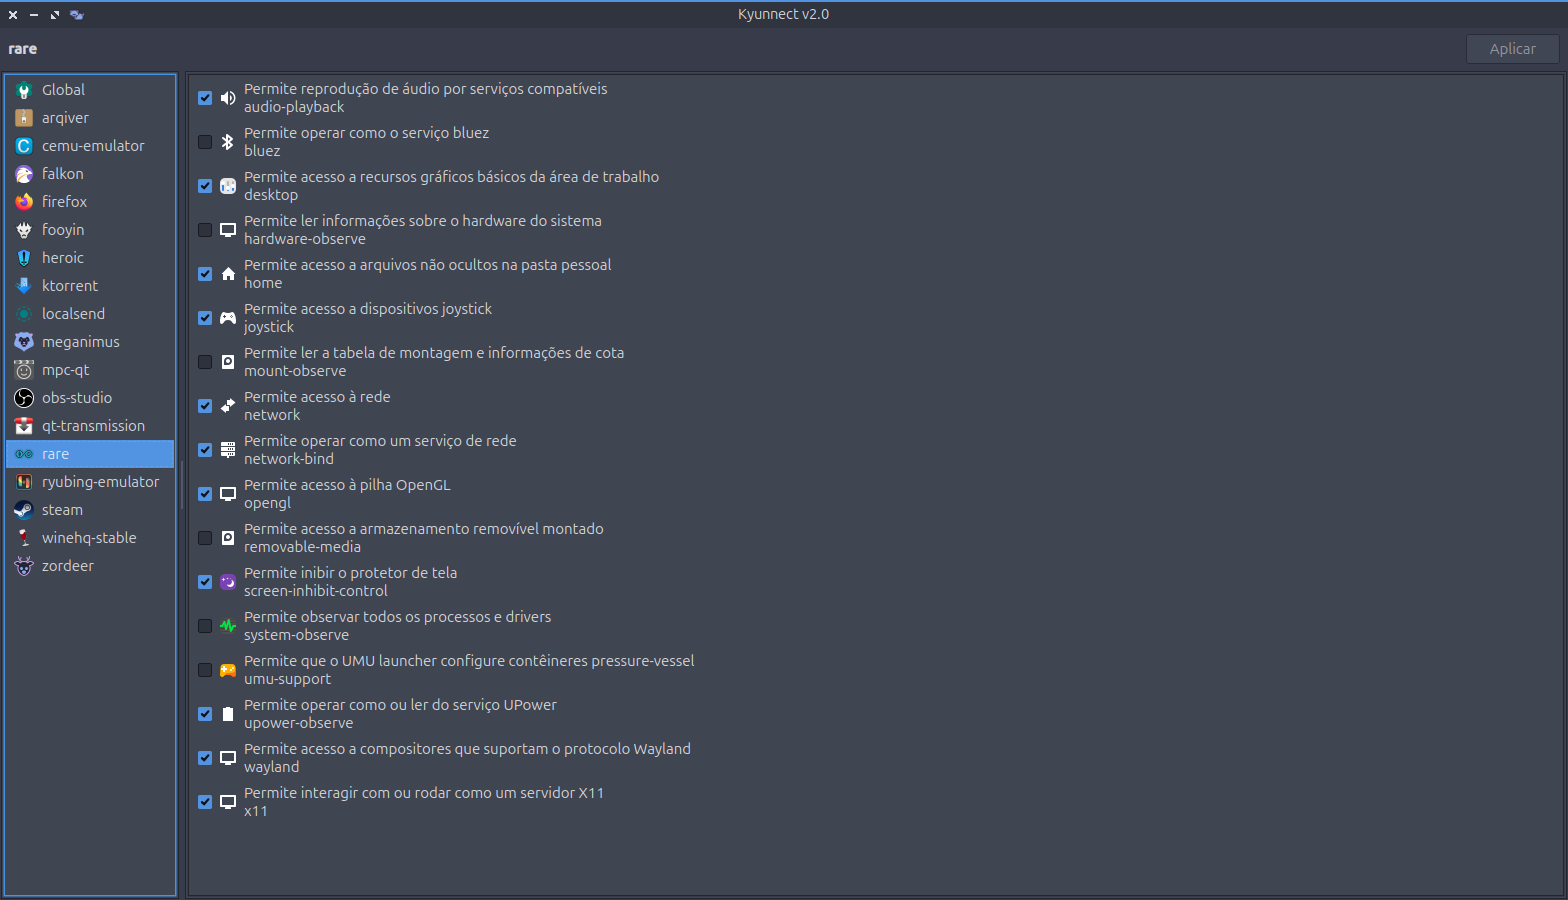 Kyunnect v2.0
rare
Aplicar
Global
arqiver
cemu-emulator
falkon
firefox
fooyin
heroic
ktorrent
localsend
meganimus
mpc-qt
obs-studio
qt-transmission
rare
ryubing-emulator
steam
winehq-stable
zordeer
Permite reprodução de áudio por serviços compatíveis
audio-playback
Permite operar como o serviço bluez
bluez
Permite acesso a recursos gráficos básicos da área de trabalho
desktop
Permite ler informações sobre o hardware do sistema
hardware-observe
Permite acesso a arquivos não ocultos na pasta pessoal
home
Permite acesso a dispositivos joystick
joystick
Permite ler a tabela de montagem e informações de cota
mount-observe
Permite acesso à rede
network
Permite operar como um serviço de rede
network-bind
Permite acesso à pilha OpenGL
opengl
Permite acesso a armazenamento removível montado
removable-media
Permite inibir o protetor de tela
screen-inhibit-control
Permite observar todos os processos e drivers
system-observe
Permite que o UMU launcher configure contêineres pressure-vessel
umu-support
Permite operar como ou ler do serviço UPower
upower-observe
Permite acesso a compositores que suportam o protocolo Wayland
wayland
Permite interagir com ou rodar como um servidor X11
x11